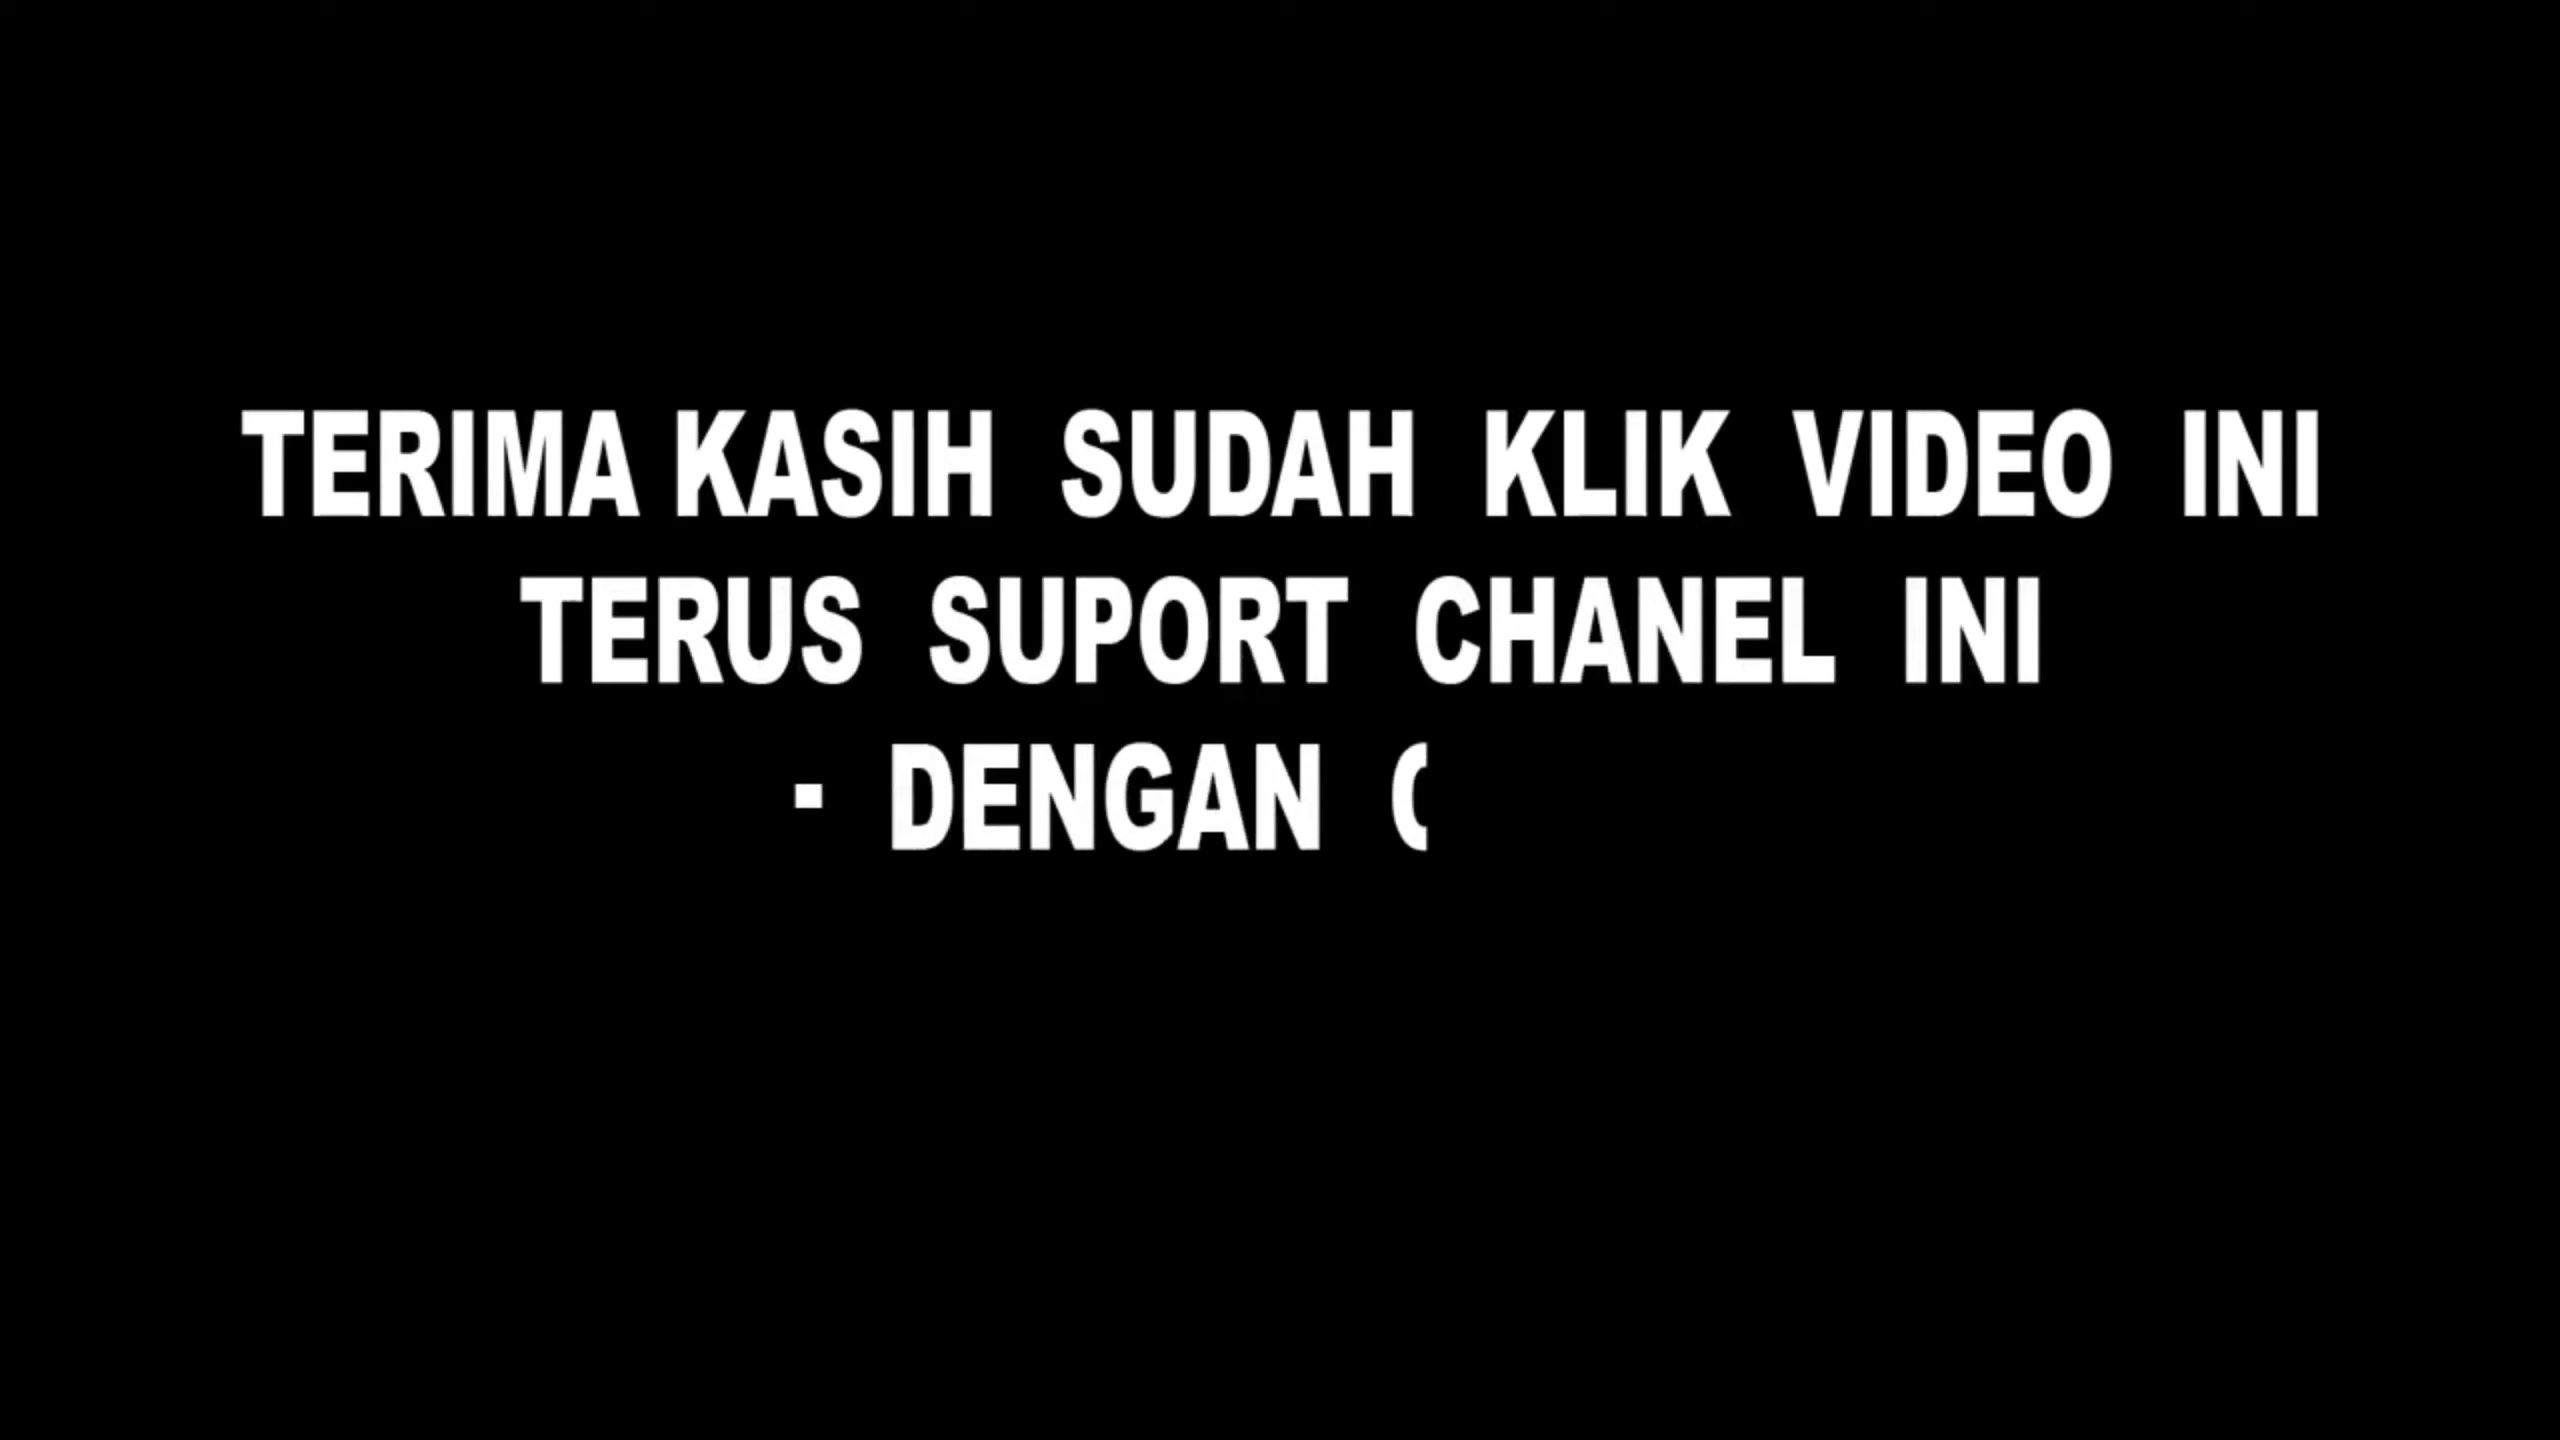 TERIMA KASIH SUDAH KLIK VIDEO INI
TERUS SUPORT CHANEL INI
- DENGAN